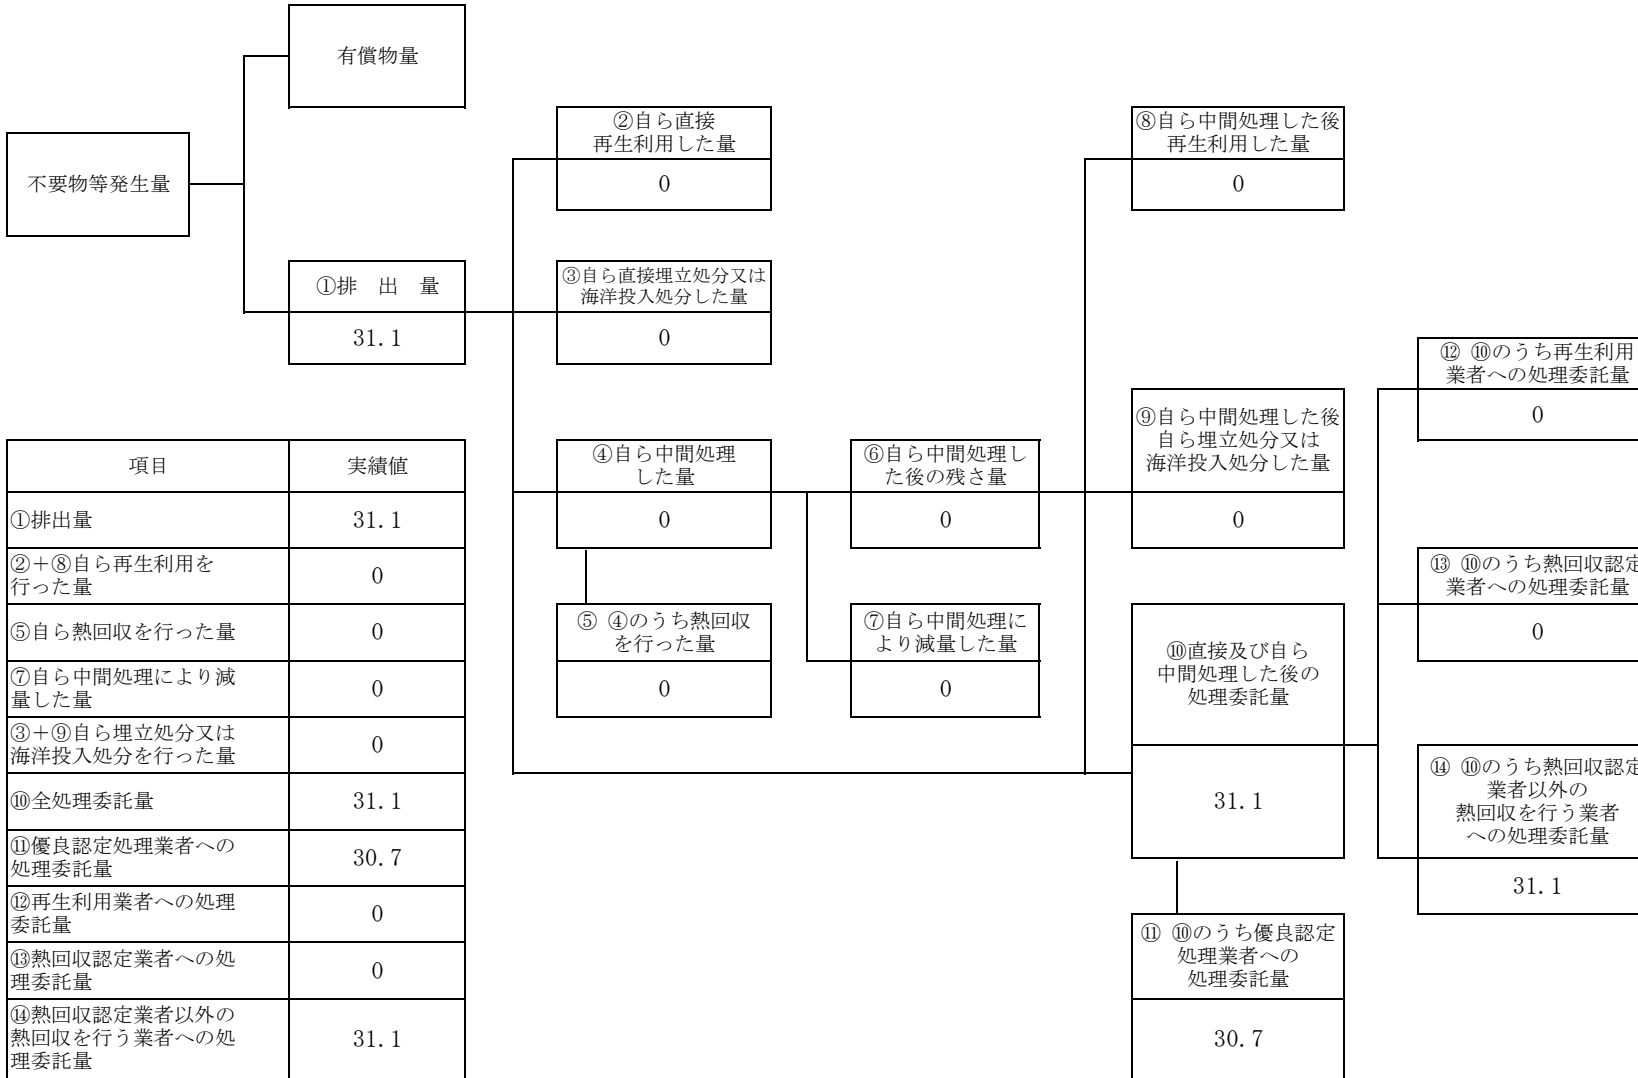 有償物量
不要物等発生量
①排　出　量
31.1
②自ら直接
再生利用した量
0
③自ら直接埋立処分又は
海洋投入処分した量
0
④自ら中間処理
した量
0
⑤ ④のうち熱回収
を行った量
0
⑥自ら中間処理し
た後の残さ量
0
⑦自ら中間処理に
より減量した量
0
⑧自ら中間処理した後
再生利用した量
0
⑨自ら中間処理した後
自ら埋立処分又は
海洋投入処分した量
0
⑩直接及び自ら
中間処理した後の
処理委託量
31.1
⑪ ⑩のうち優良認定
処理業者への
処理委託量
30.7
⑫ ⑩のうち再生利用
業者への処理委託量
0
⑬ ⑩のうち熱回収認定
業者への処理委託量
0
⑭ ⑩のうち熱回収認定
業者以外の
熱回収を行う業者
への処理委託量
31.1
項目 実績値
①排出量 31.1
②＋⑧自ら再生利用を
行った量 0
⑤自ら熱回収を行った量 0
⑦自ら中間処理により減
量した量 0
③＋⑨自ら埋立処分又は
海洋投入処分を行った量 0
⑩全処理委託量 31.1
⑪優良認定処理業者への
処理委託量 30.7
⑫再生利用業者への処理
委託量 0
⑬熱回収認定業者への処
理委託量 0
⑭熱回収認定業者以外の
熱回収を行う業者への処
理委託量 31.1